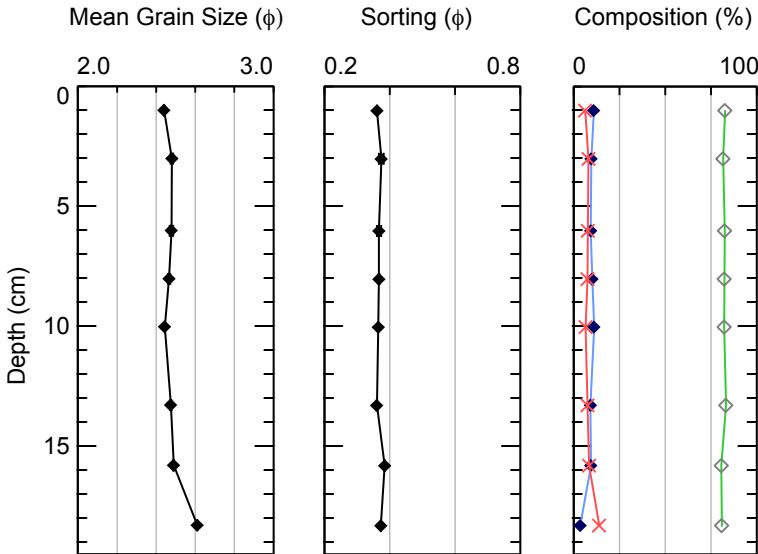 Mean Grain Size (ϕ) Sorting (ϕ) Composition (%)
2.0 3.0 0.2 0.8 0 100
0
5
10
15
Depth (cm)